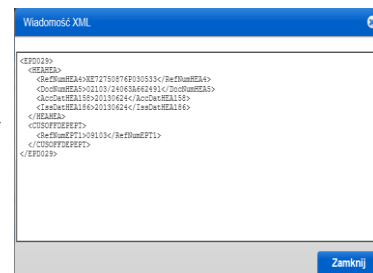 Wiadomość XML
<EPD029>
<HEAHEA>
<RefNumHEA4>XE72750876P030533</RefNumHEA4>
<DocNumHEA5>02103/24063A662491</DocNumHEA5>
<AccDatHEA158>20130624</AccDatHEA158>
<IssDatHEA186>20130624</IssDatHEA186>
</HEAHEA>
<CUSOFFDEPEPT>
<RefNumEPT1>09103</RefNumEPT1>
</CUSOFFDEPEPT>
</EPD029>
Zamknij